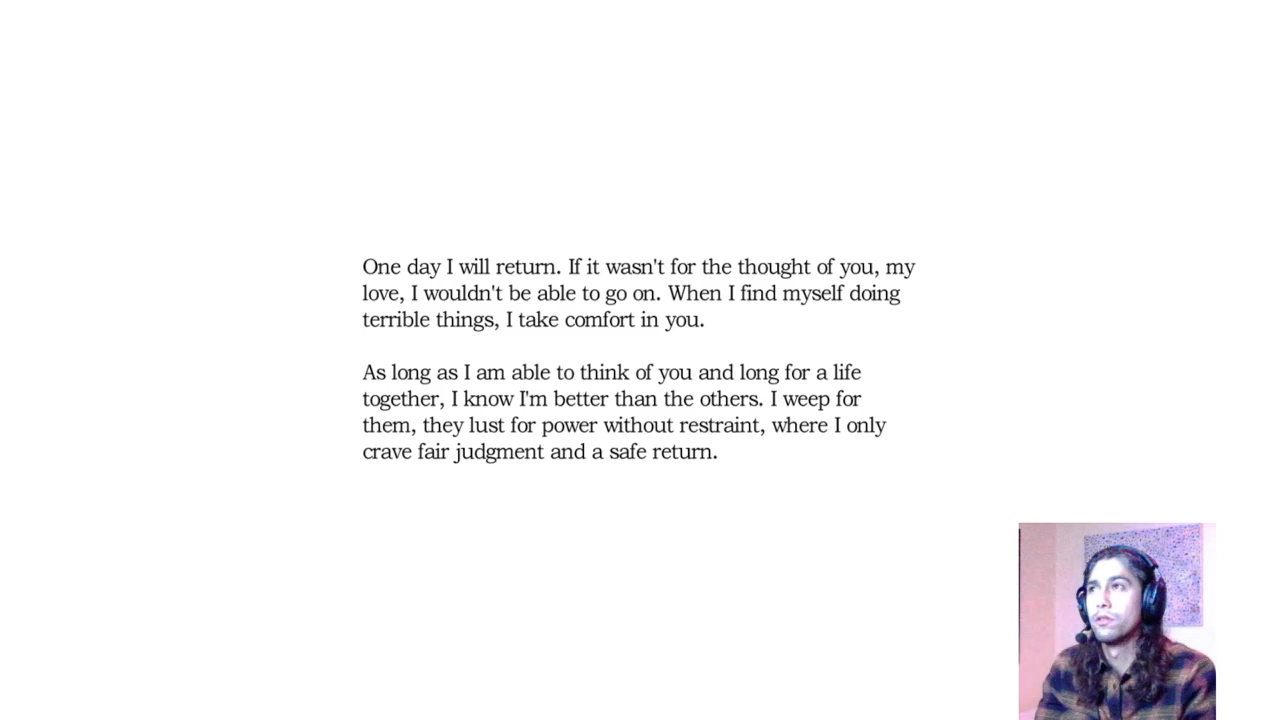 One day I will return. If it wasn't for the thought of you, my
love, I wouldn't be able to go on. When I find myself doing
terrible things, I take comfort in you.
As long as I am able to think of you and long for a life
together, I know I'm better than the others. I weep for
them, they lust for power without restraint, where I only
crave fair judgment and a safe return.